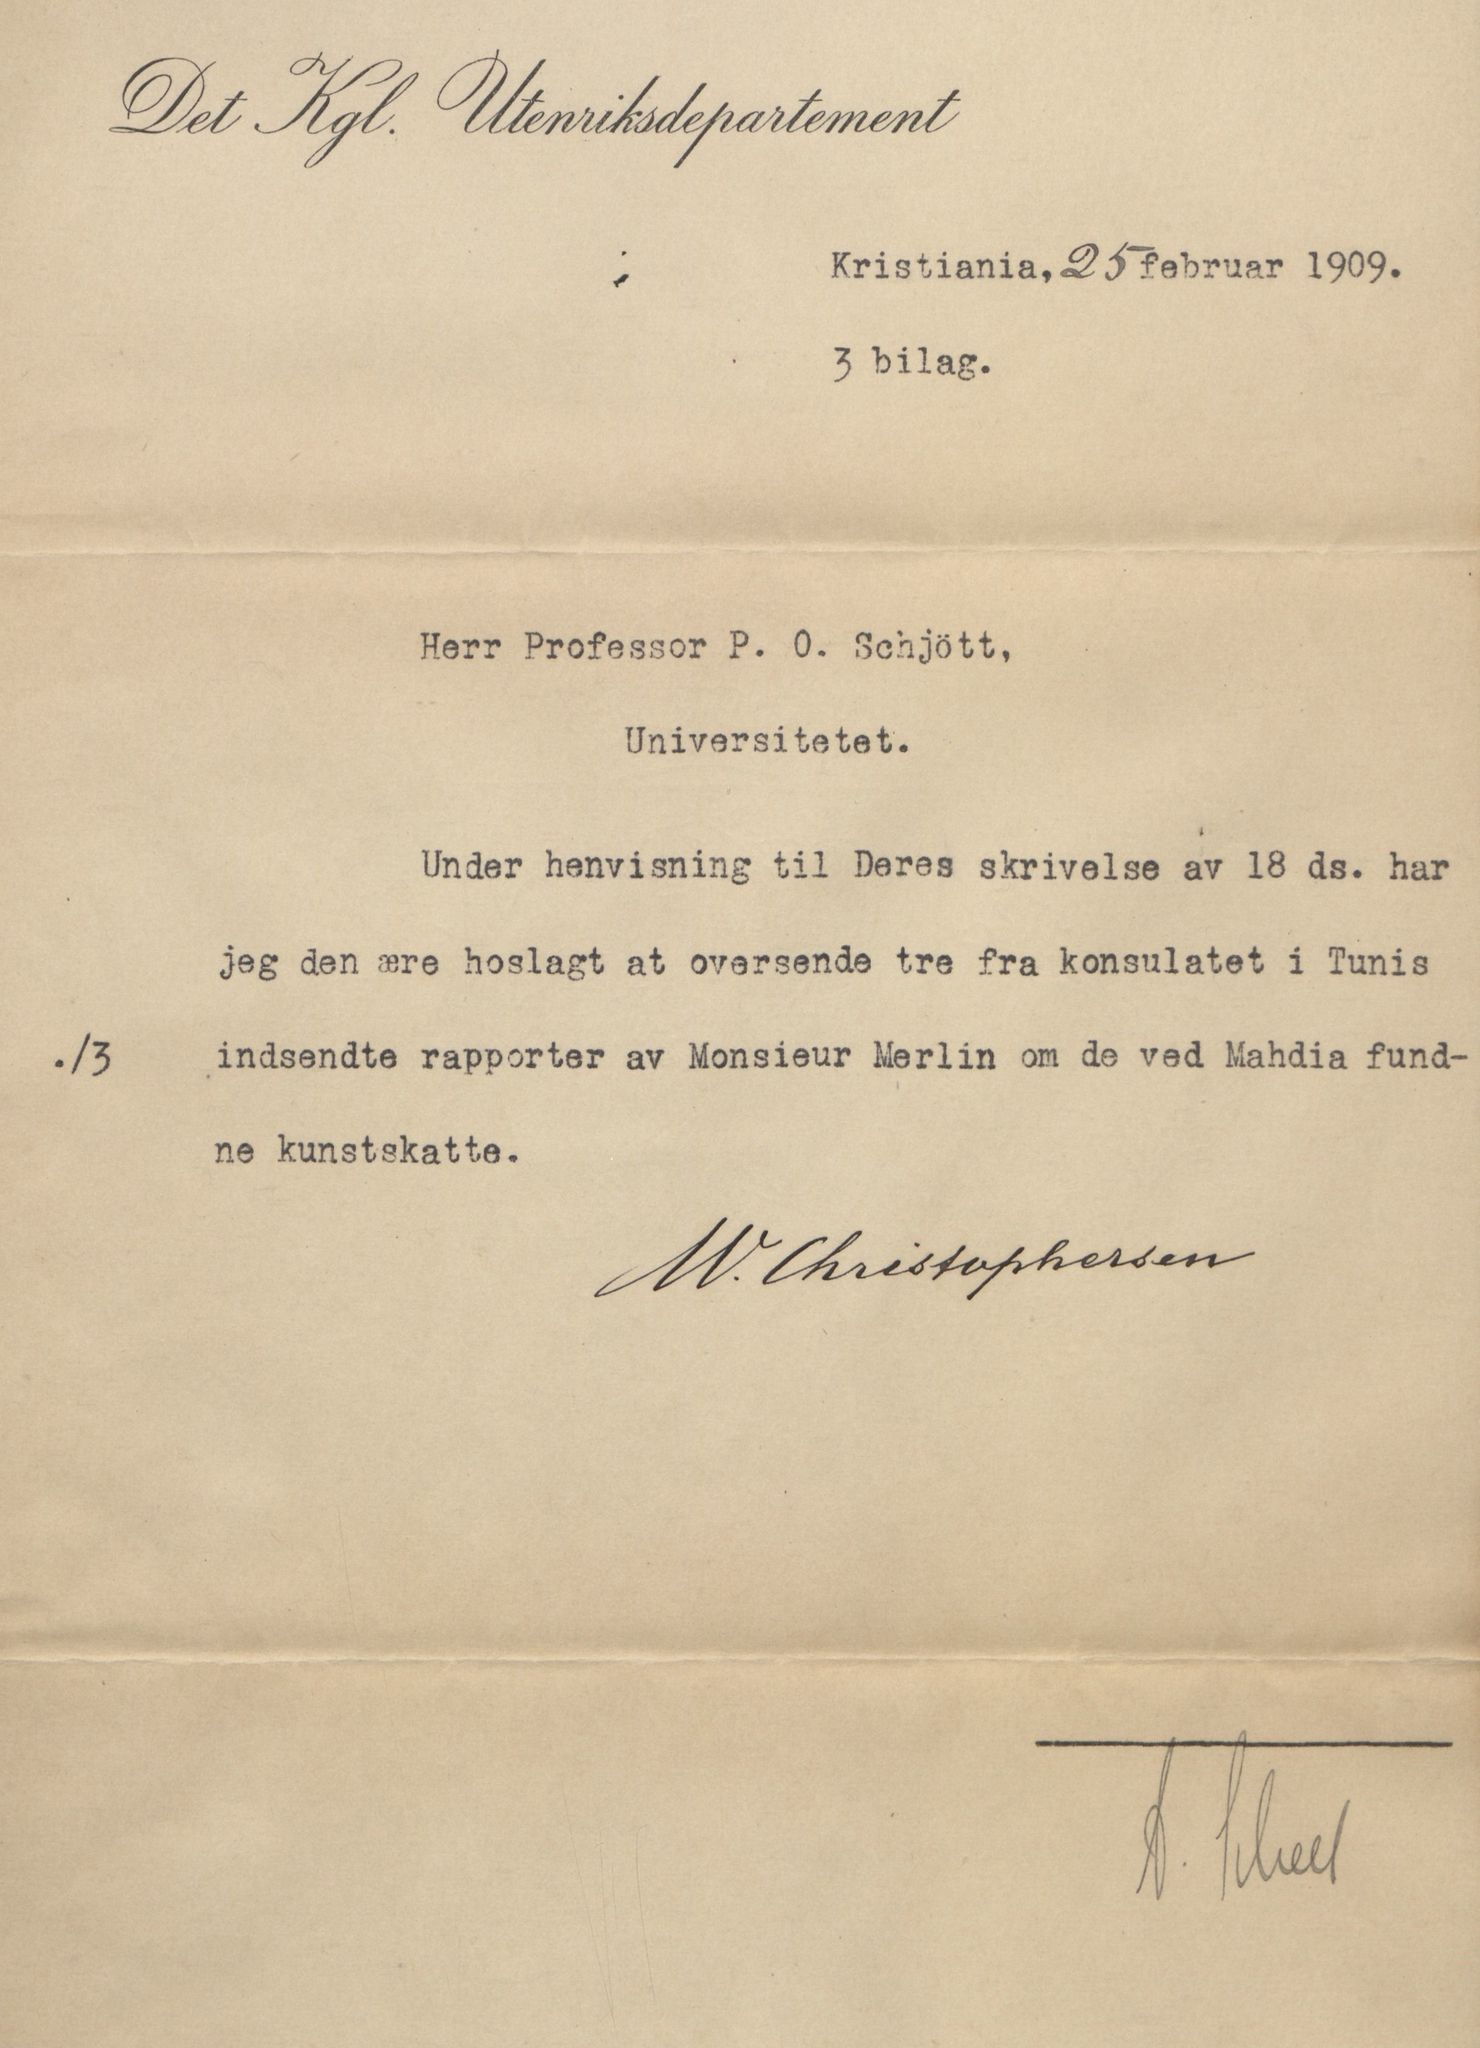 Det Kgl. Utenriksdepartement
Kristiania, 25 februar 1909.
3 bilag.
Herr Professor P. O. Schjött,
Universitetet.
Under henvisning til Deres skrivelse av 18 ds. har
jeg den ære hoslagt at oversende tre fra konsulatet i Tunis
./3 indsendte rapporter av Monsieur Merlin om de ved Mahdia fund-
ne kunstskatte.
W. Christophersen